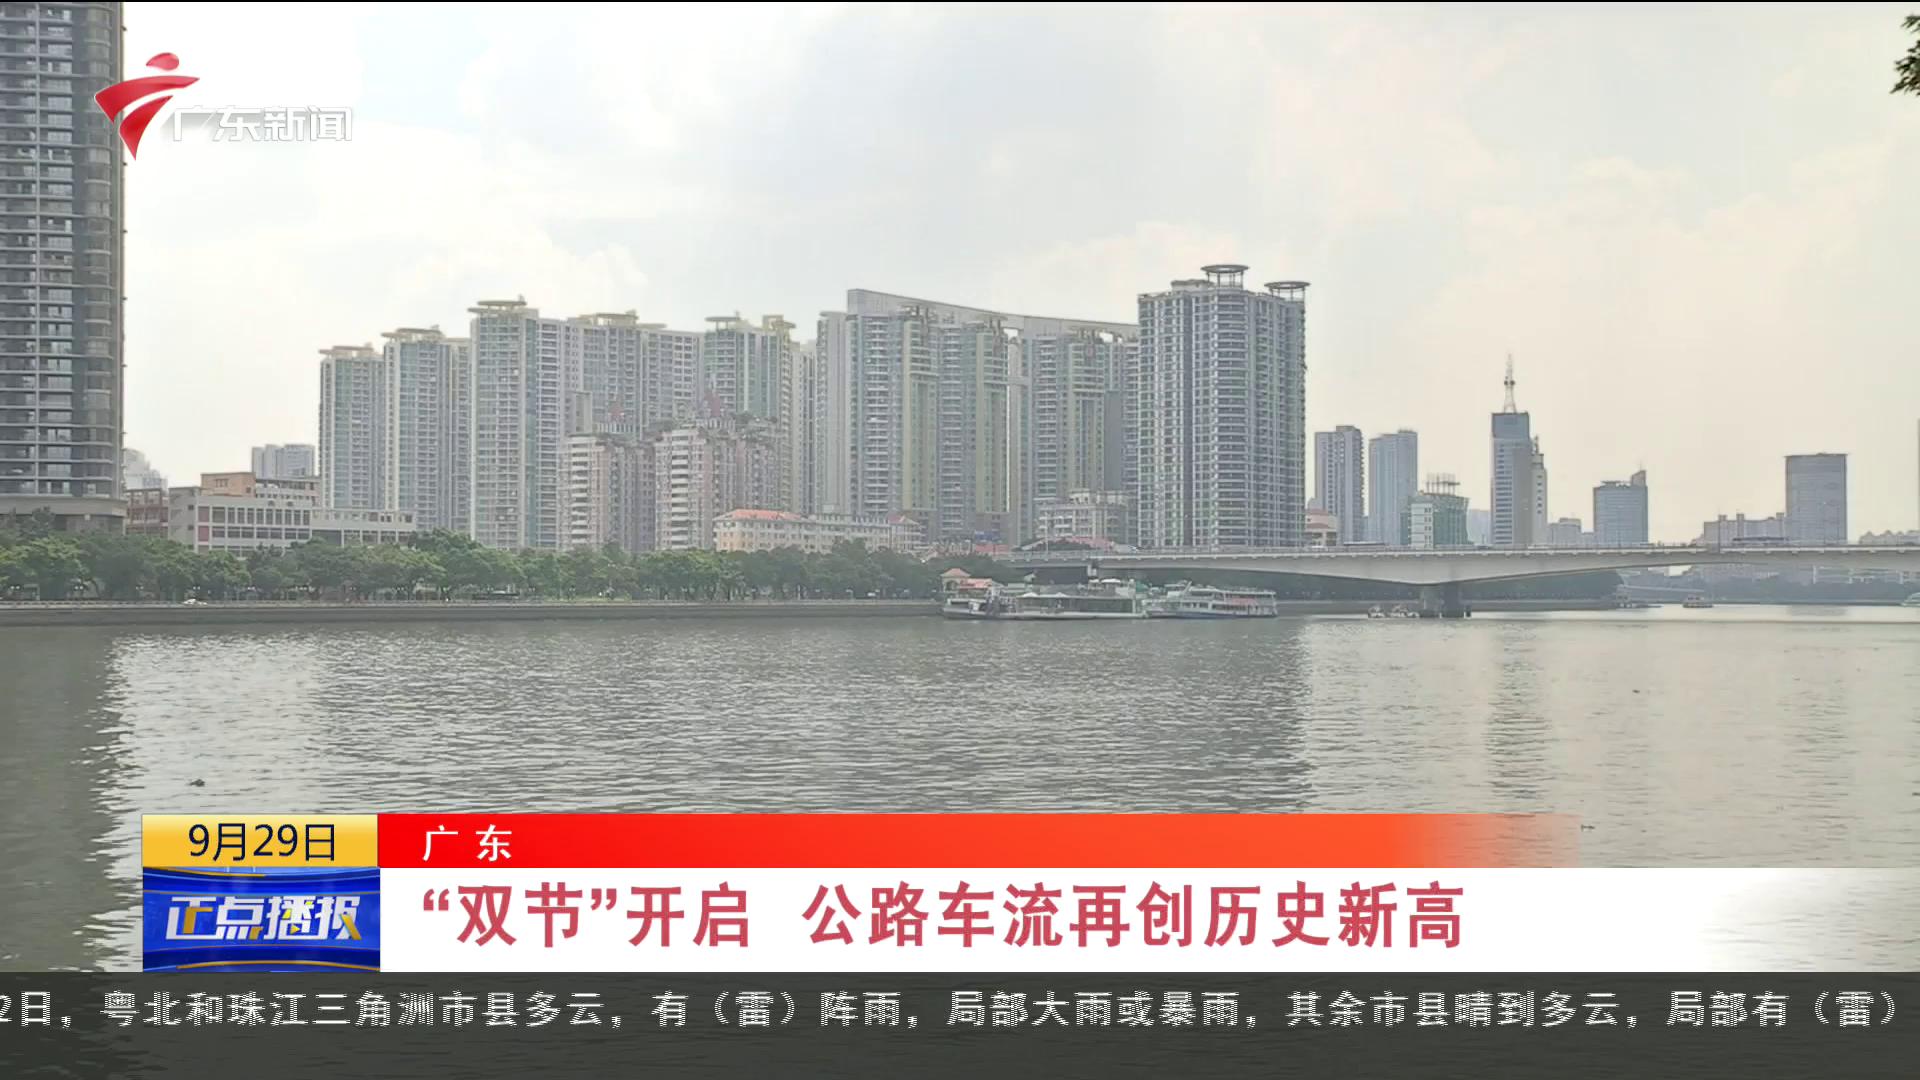 广东新闻
9月29日
广东
正点播报
“双节”开启 公路车流再创历史新高
2日，粤北和珠江三角洲市县多云，有（雷）阵雨，局部大雨或暴雨，其余市县晴到多云，局部有（雷）